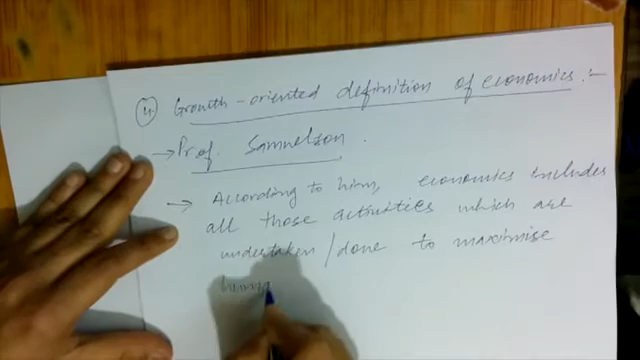 4. Growth-oriented definition of economics :-
→ Prof. Samuelson.
→ According to him, economics includes
all those activities which are
undertaken/done to maximise
huma